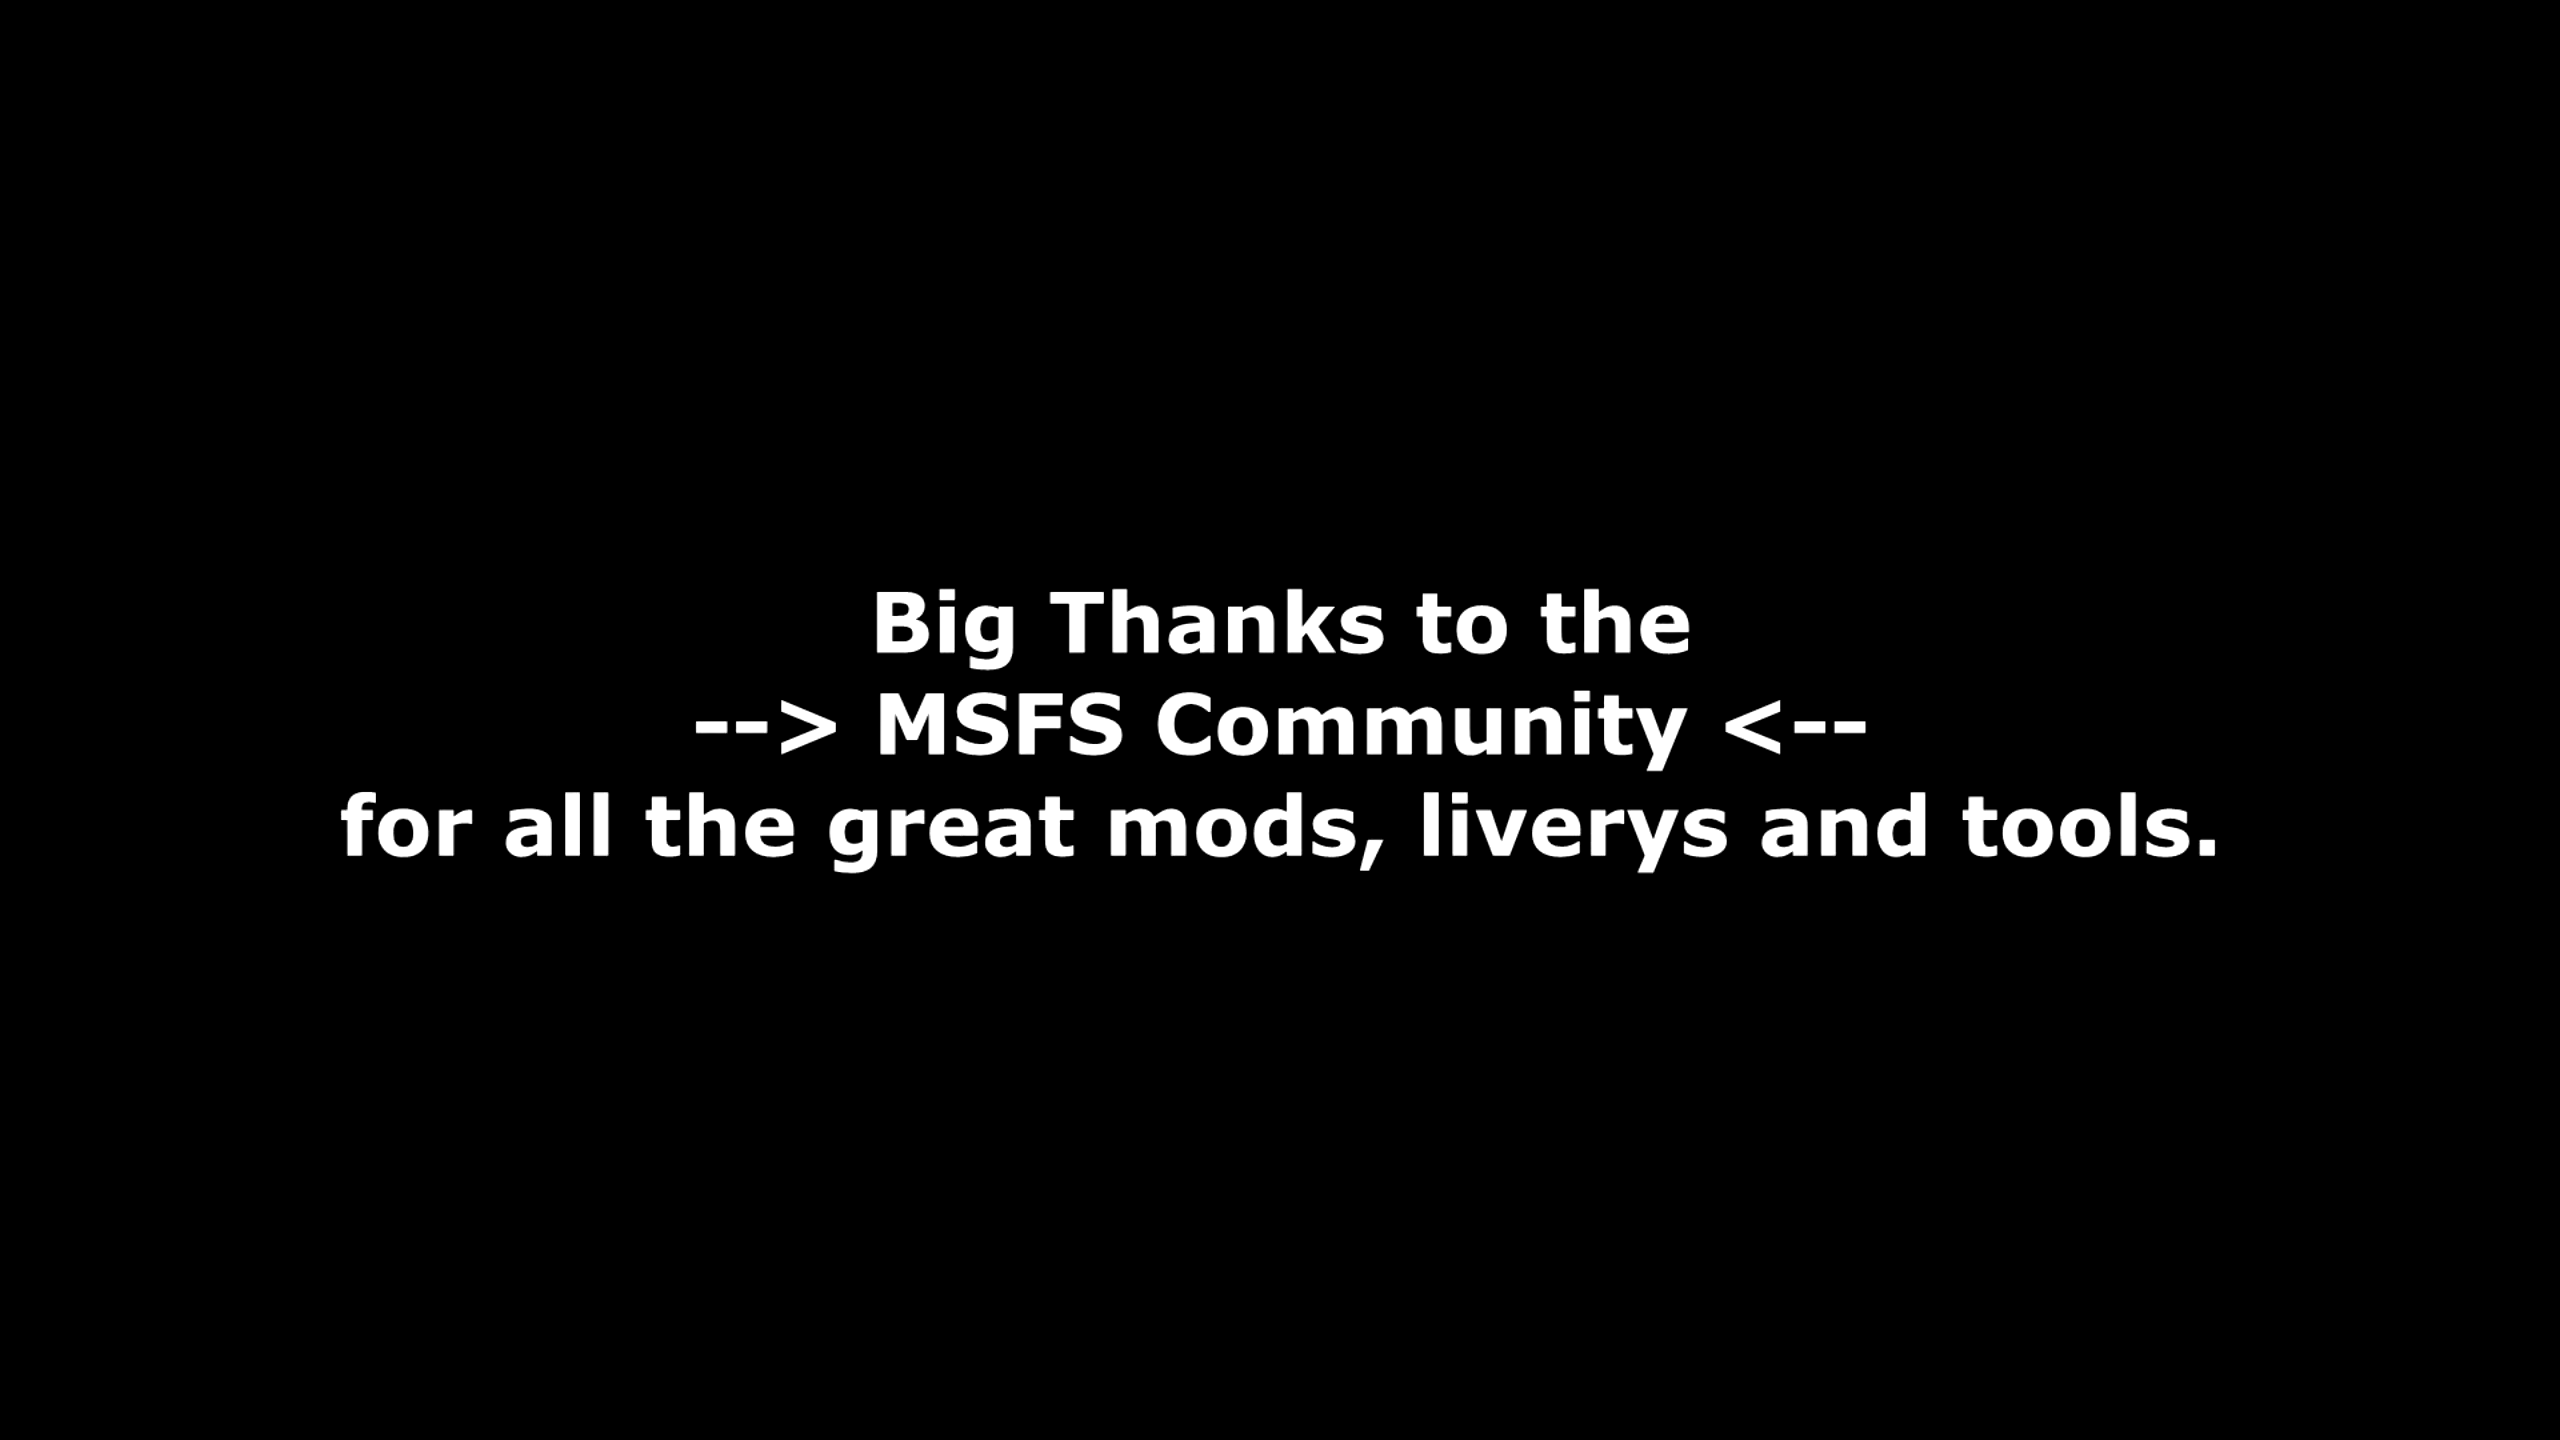 Big Thanks to the
--> MSFS Community <--
for all the great mods, liverys and tools.